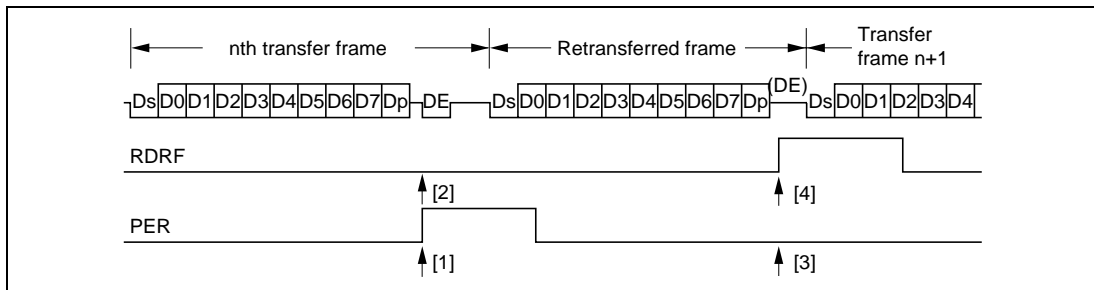 nth transfer frame
Retransferred frame
Transfer
frame n+1
(DE)
Ds D0 D1 D2 D3 D4 D5 D6 D7 Dp DE Ds D0 D1 D2 D3 D4 D5 D6 D7 Dp Ds D0 D1 D2 D3 D4
RDRF
[2] [4]
PER
[1] [3]